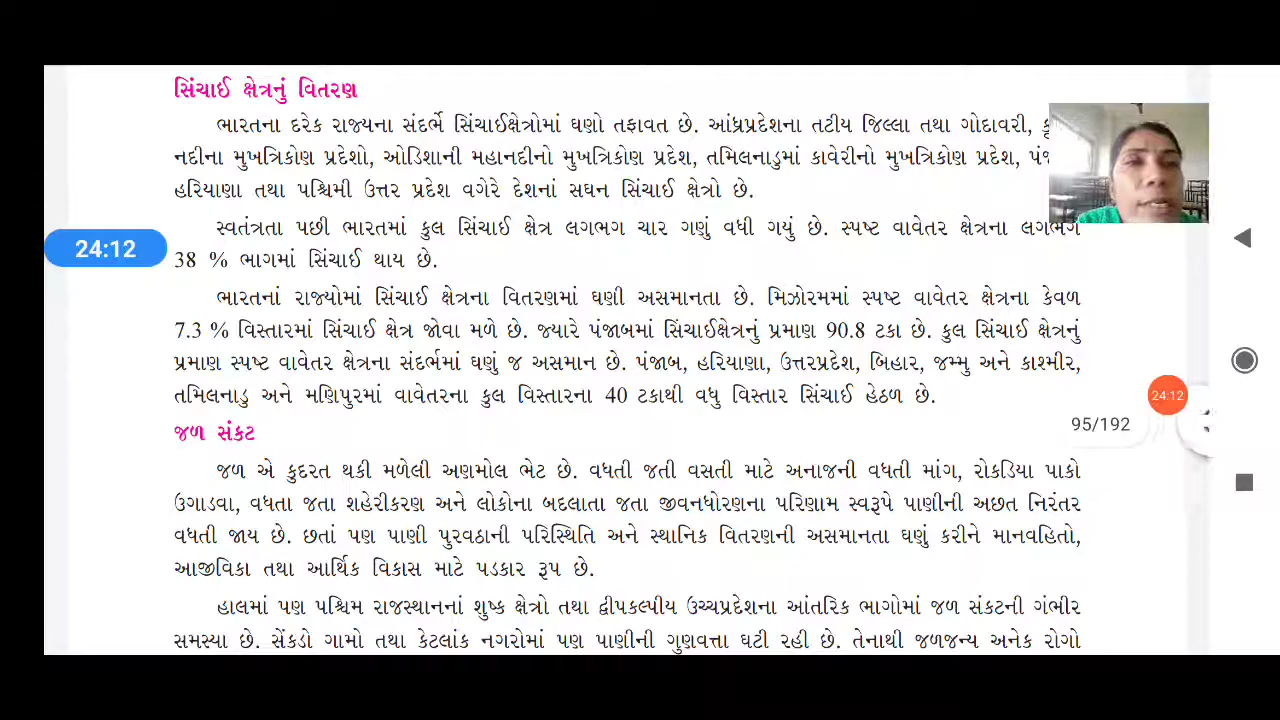 સિંચાઈ ક્ષેત્રનું વિતરણ
ભારતના દરેક રાજ્યના સંદર્ભે સિંચાઈક્ષેત્રોમાં ઘણો તફાવત છે. આંધ્રપ્રદેશના તટીય જિલ્લા તથા ગોદાવરી,
નદીના મુખત્રિકોણ પ્રદેશો, ઓડિશાની મહાનદીનો મુખત્રિકોણ પ્રદેશ, તમિલનાડુમાં કાવેરીનો મુખત્રિકોણ પ્રદેશ,
હરિયાણા તથા પશ્ચિમી ઉત્તર પ્રદેશ વગેરે દેશનાં સઘન સિંચાઈ ક્ષેત્રો છે.
સ્વતંત્રતા પછી ભારતમાં કુલ સિંચાઈ ક્ષેત્ર લગભગ ચાર ગણું વધી ગયું છે. સ્પષ્ટ વાવેતર ક્ષેત્રના લગભગ
24:12
38 % ભાગમાં સિંચાઈ થાય છે.
ભારતનાં રાજ્યોમાં સિંચાઈ ક્ષેત્રના વિતરણમાં ઘણી અસમાનતા છે. મિઝોરમમાં સ્પષ્ટ વાવેતર ક્ષેત્રના કેવળ
7.3 % વિસ્તારમાં સિંચાઈ ક્ષેત્ર જોવા મળે છે. જ્યારે પંજાબમાં સિંચાઈક્ષેત્રનું પ્રમાણ 90.8 ટકા છે. કુલ સિંચાઈ ક્ષેત્રનું
પ્રમાણ સ્પષ્ટ વાવેતર ક્ષેત્રના સંદર્ભમાં ઘણું જ અસમાન છે. પંજાબ, હરિયાણા, ઉત્તરપ્રદેશ, બિહાર, જમ્મુ અને કાશ્મીર,
તમિલનાડુ અને મણિપુરમાં વાવેતરના કુલ વિસ્તારના 40 ટકાથી વધુ વિસ્તાર સિંચાઈ હેઠળ છે.
24:12
95/192
જળ સંકટ
જળ એ કુદરત થકી મળેલી અણમોલ ભેટ છે. વધતી જતી વસતી માટે અનાજની વધતી માંગ, રોકડિયા પાકો
ઉગાડવા, વધતા જતા શહેરીકરણ અને લોકોના બદલાતા જતા જીવનધોરણના પરિણામ સ્વરૂપે પાણીની અછત નિરંતર
વધતી જાય છે. છતાં પણ પાણી પુરવઠાની પરિસ્થિતિ અને સ્થાનિક વિતરણની અસમાનતા ઘણું કરીને માનવહિતો,
આજીવિકા તથા આર્થિક વિકાસ માટે પડકાર રૂપ છે.
હાલમાં પણ પશ્ચિમ રાજસ્થાનનાં શુષ્ક ક્ષેત્રો તથા દ્વીપકલ્પીય ઉચ્ચપ્રદેશના આંતરિક ભાગોમાં જળ સંકટની ગંભીર
સમસ્યા છે. સેંકડો ગામો તથા કેટલાંક નગરોમાં પણ પાણીની ગુણવત્તા ઘટી રહી છે. તેનાથી જળજન્ય અનેક રોગો